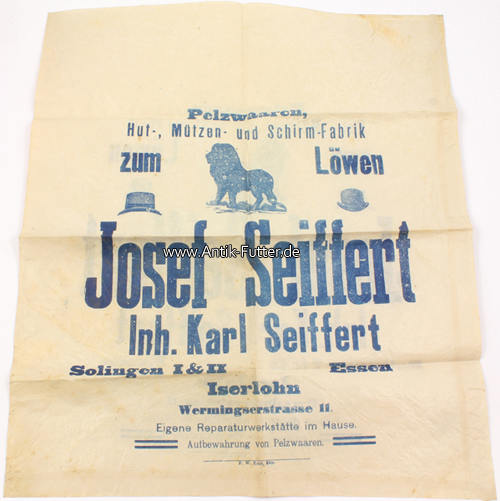 Pelzwaaren,
Hut-, Mützen- und Schirm-Fabrik
zum Löwen
www.Antik-Futter.de
Josef Seiffert
Inh. Karl Seiffert
Solingen I & II Essen
Iserlohn
Wermingserstrasse 11.
Eigene Reparaturwerkstätte im Hause.
Aufbewahrung von Pelzwaaren.